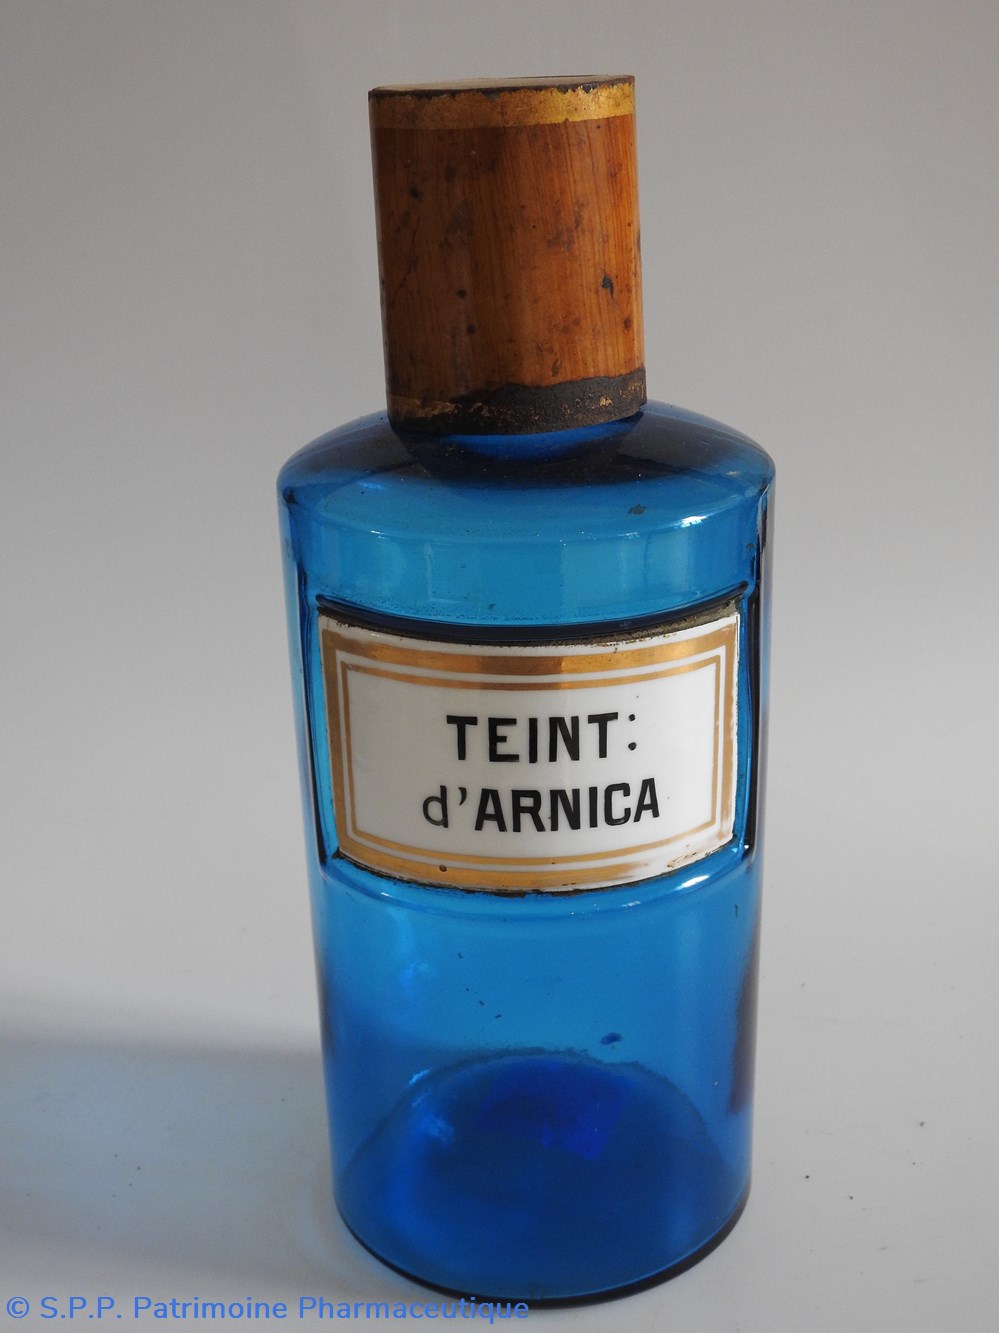 TEINT:
d'ARNICA
© S.P.P. Patrimoine Pharmaceutique